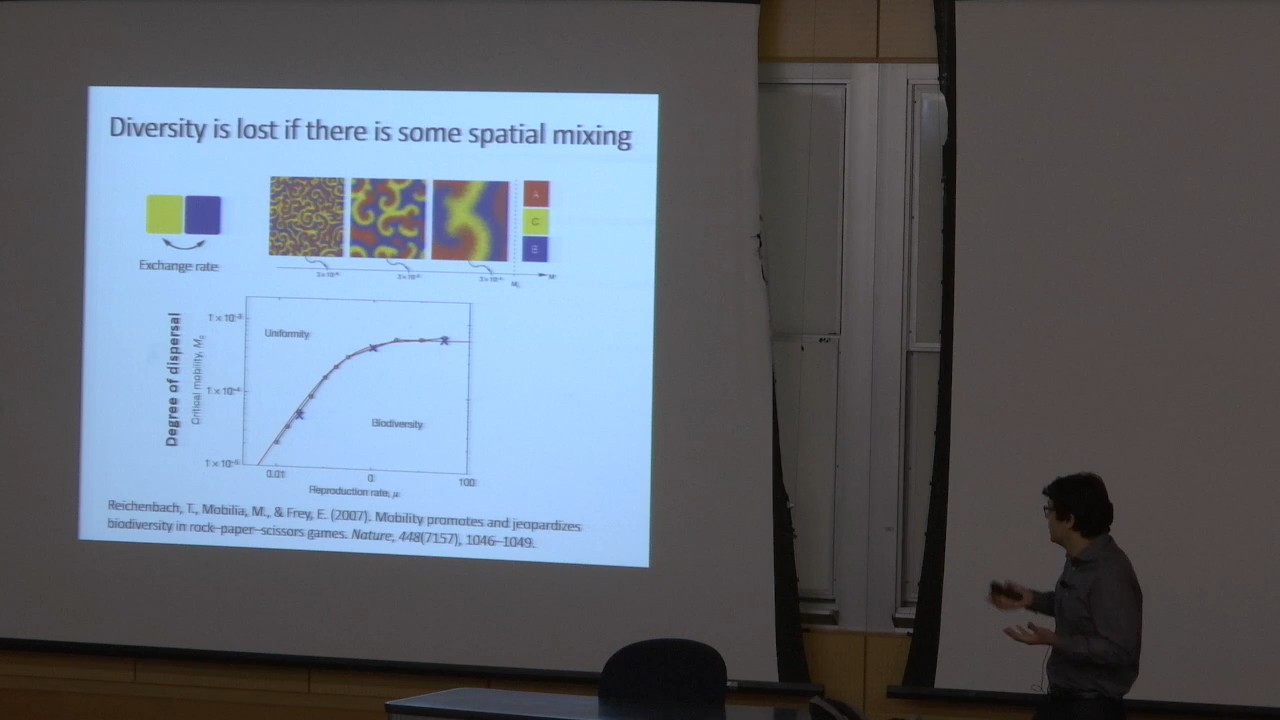 Diversity is lost if there is some spatial mixing
A
C
B
Exchange rate
M
M
Degree of dispersal
Critical mobility, M
Uniformity
Biodiversity
0.01
0
100
Reproduction rate, μ
Reichenbach, T., Mobilia, M., & Frey, E. (2007). Mobility promotes and jeopardizes
biodiversity in rock–paper–scissors games. Nature, 448(7157), 1046–1049.